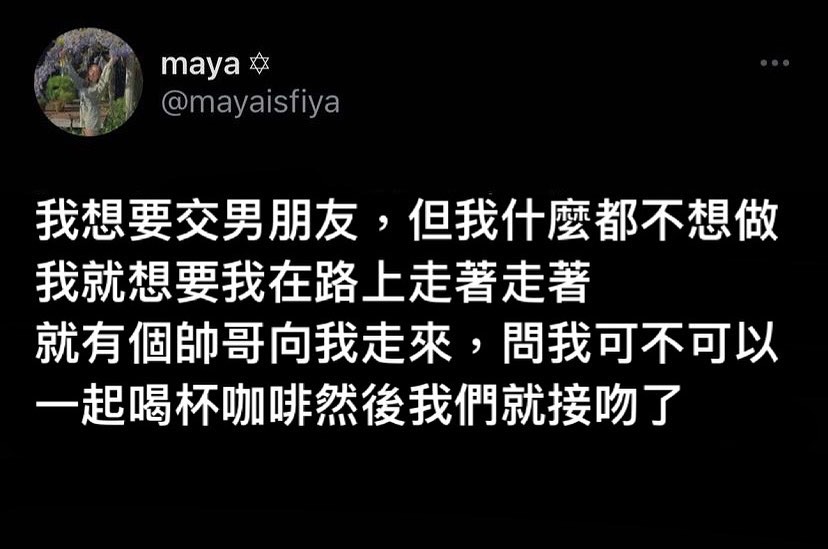 maya ✡
@mayaisfiya
我想要交男朋友，但我什麼都不想做
我就想要我在路上走著走著
就有個帥哥向我走來，問我可不可以
一起喝杯咖啡然後我們就接吻了